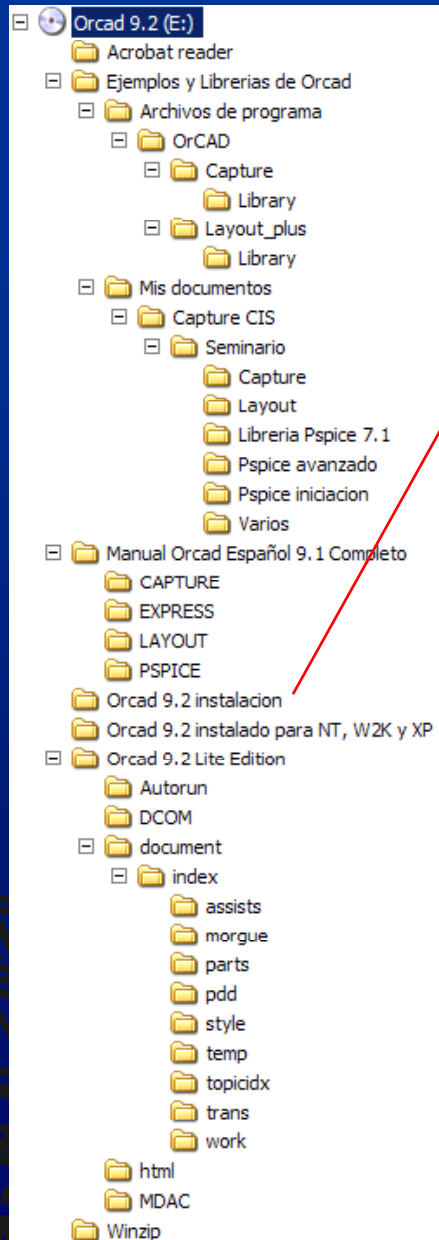 Orcad 9.2 (E:)
Acrobat reader
Ejemplos y Librerias de Orcad
Archivos de programa
OrCAD
Capture
Library
Layout_plus
Library
Mis documentos
Capture CIS
Seminario
Capture
Layout
Libreria Pspice 7.1
Pspice avanzado
Pspice iniciacion
Varios
Manual Orcad Español 9.1 Completo
CAPTURE
EXPRESS
LAYOUT
PSPICE
Orcad 9.2 instalacion
Orcad 9.2 instalado para NT, W2K y XP
Orcad 9.2 Lite Edition
Autorun
DCOM
document
index
assists
morgue
parts
pdd
style
temp
topicidx
trans
work
html
MDAC
Winzip